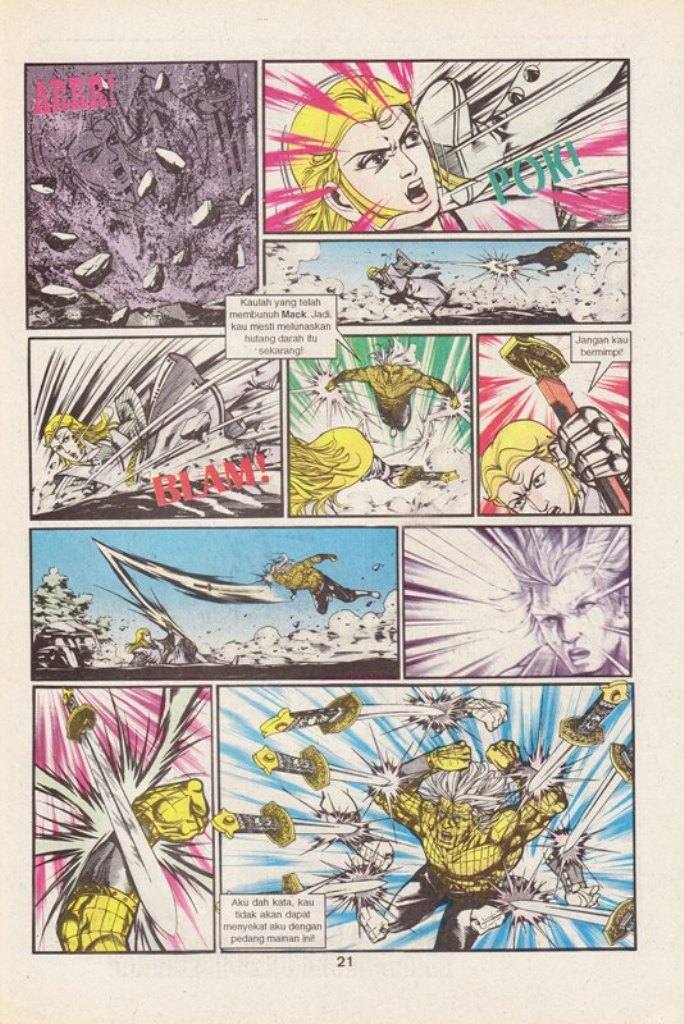 ARRR!
POK!
Kaulah yang telah
membunuh Mack. Jadi,
kau mesti melunaskan
hutang darah itu
sekarang!
Jangan kau
bermimpi!
BLAM!
Aku dah kata, kau
tidak akan dapat
menyekat aku dengan
pedang mainan ini!
21